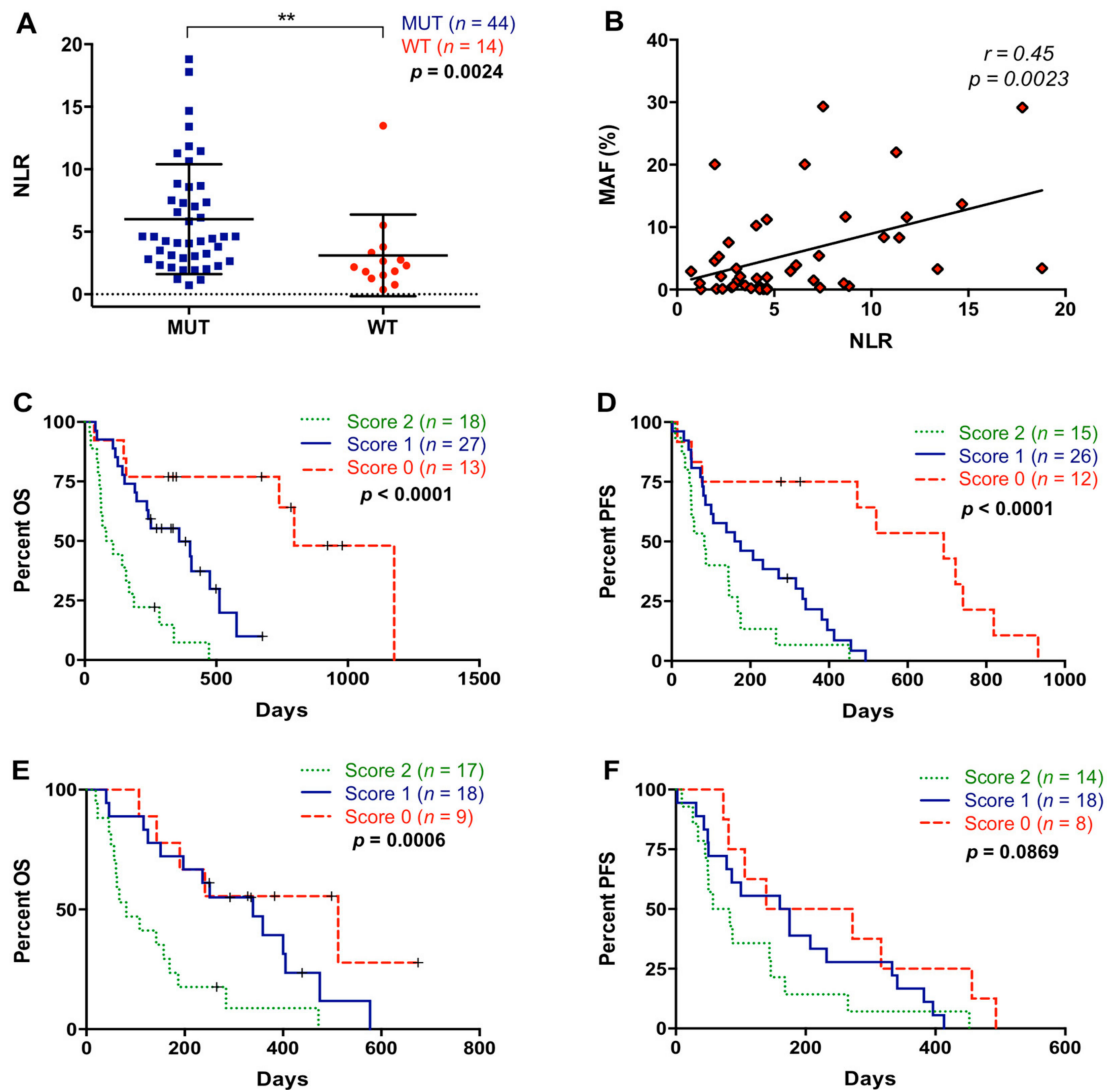 A
**
MUT (n = 44)
WT (n = 14)
p = 0.0024
NLR
20
15
10
5
0
MUT
WT
B
r = 0.45
p = 0.0023
MAF (%)
40
30
20
10
0
0
5
10
15
20
NLR
C
Score 2 (n = 18)
Score 1 (n = 27)
Score 0 (n = 13)
p < 0.0001
Percent OS
100
75
50
25
0
0
500
1000
1500
Days
D
Score 2 (n = 15)
Score 1 (n = 26)
Score 0 (n = 12)
p < 0.0001
Percent PFS
100
75
50
25
0
0
200
400
600
800
1000
Days
E
Score 2 (n = 17)
Score 1 (n = 18)
Score 0 (n = 9)
p = 0.0006
Percent OS
100
75
50
25
0
0
200
400
600
800
Days
F
Score 2 (n = 14)
Score 1 (n = 18)
Score 0 (n = 8)
p = 0.0869
Percent PFS
100
75
50
25
0
0
200
400
600
Days